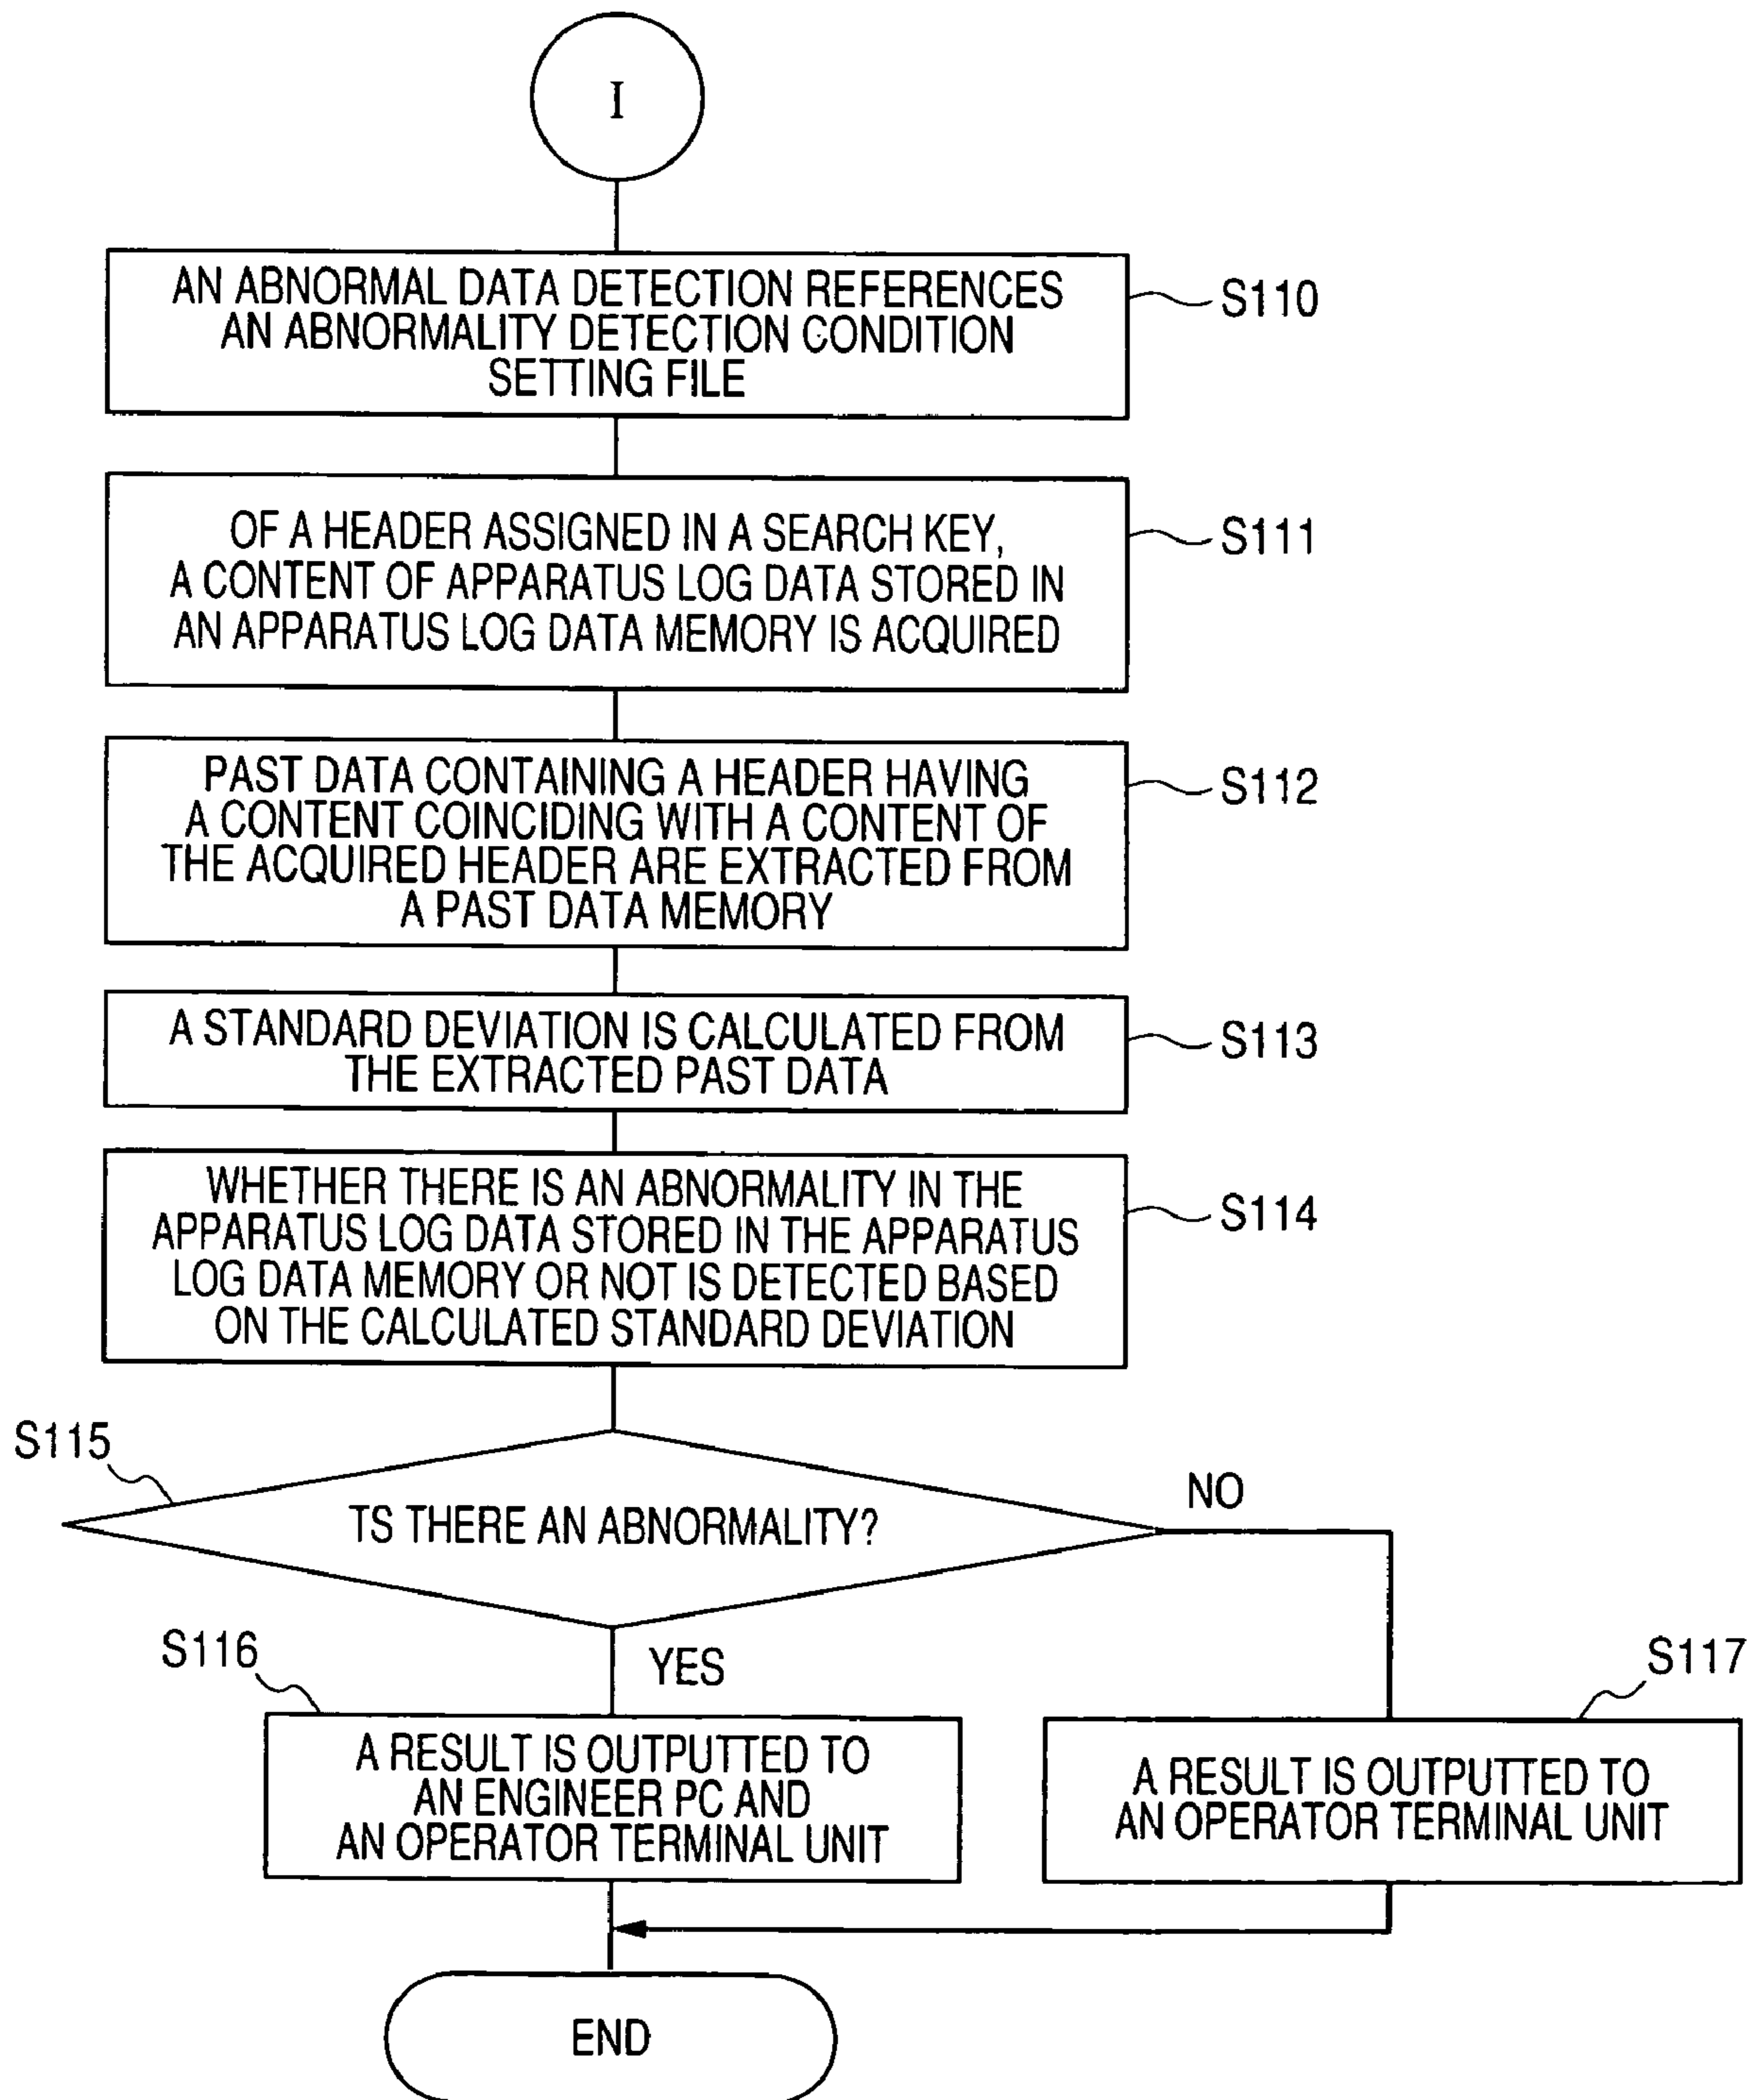 I
AN ABNORMAL DATA DETECTION REFERENCES
AN ABNORMALITY DETECTION CONDITION
SETTING FILE
S110
OF A HEADER ASSIGNED IN A SEARCH KEY,
A CONTENT OF APPARATUS LOG DATA STORED IN
AN APPARATUS LOG DATA MEMORY IS ACQUIRED
S111
PAST DATA CONTAINING A HEADER HAVING
A CONTENT COINCIDING WITH A CONTENT OF
THE ACQUIRED HEADER ARE EXTRACTED FROM
A PAST DATA MEMORY
S112
A STANDARD DEVIATION IS CALCULATED FROM
THE EXTRACTED PAST DATA
S113
WHETHER THERE IS AN ABNORMALITY IN THE
APPARATUS LOG DATA STORED IN THE APPARATUS
LOG DATA MEMORY OR NOT IS DETECTED BASED
ON THE CALCULATED STANDARD DEVIATION
S114
S115
TS THERE AN ABNORMALITY?
NO
YES
S116
A RESULT IS OUTPUTTED TO
AN ENGINEER PC AND
AN OPERATOR TERMINAL UNIT
S117
A RESULT IS OUTPUTTED TO
AN OPERATOR TERMINAL UNIT
END